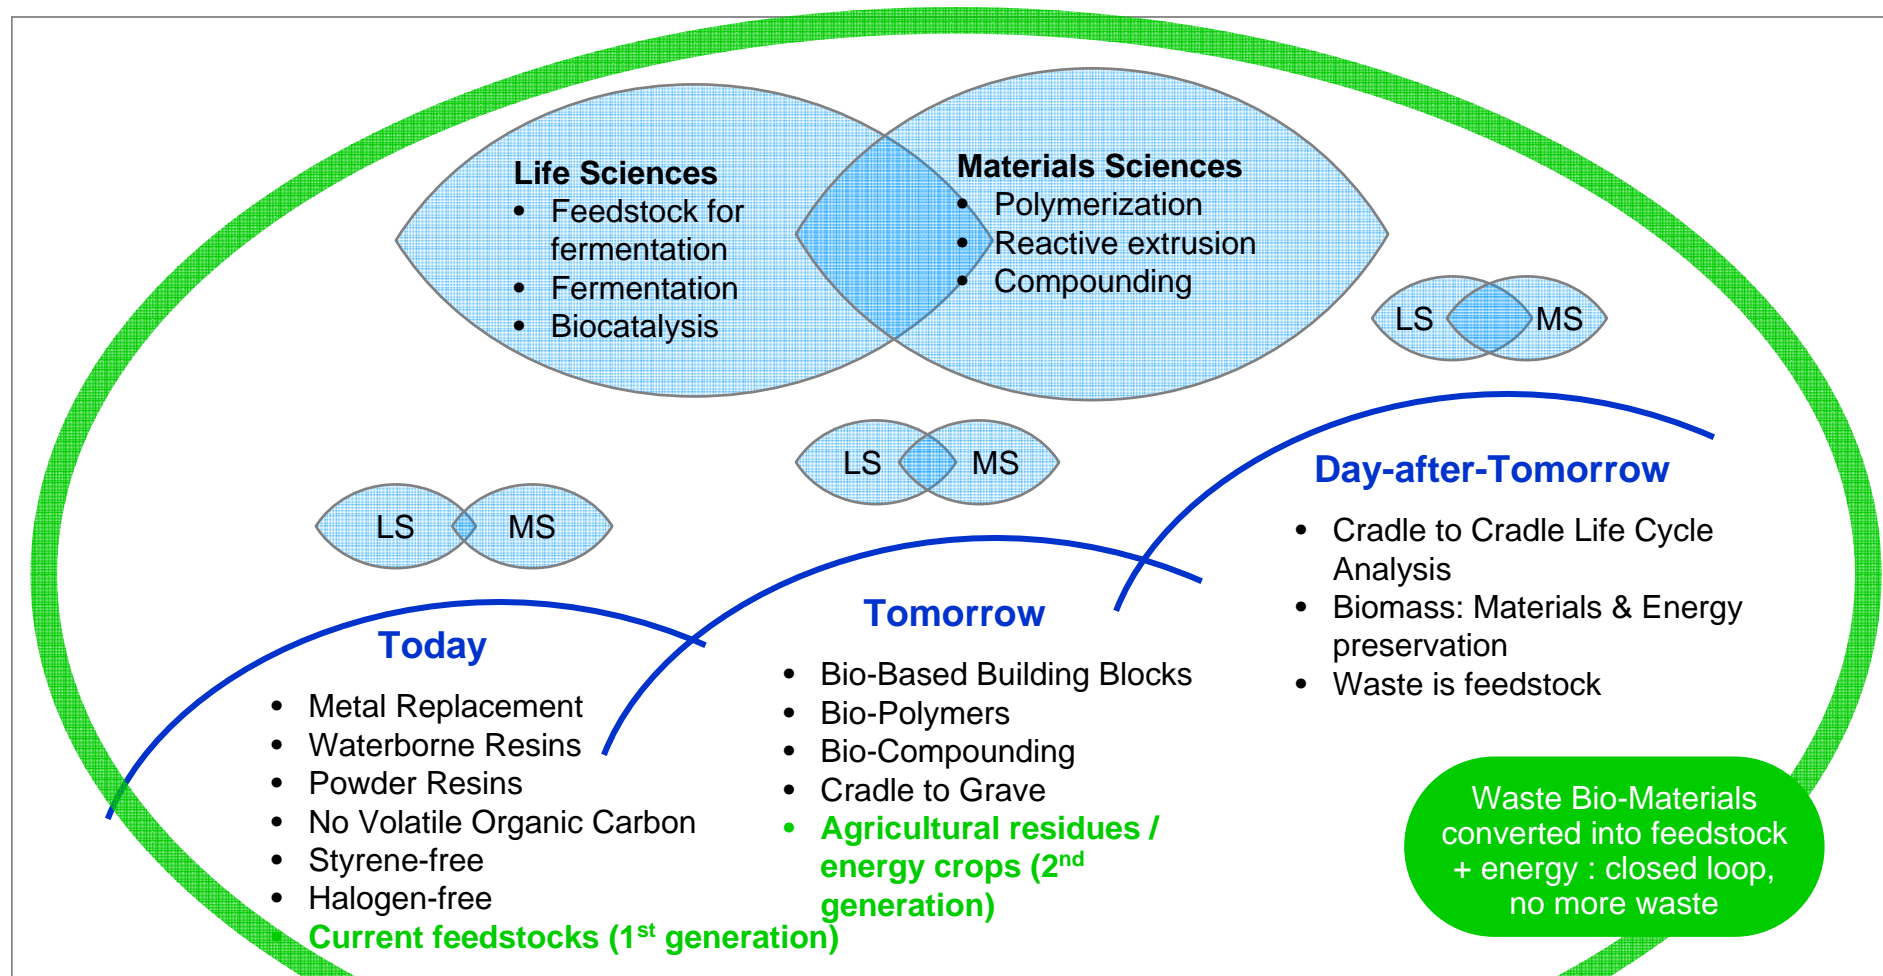 Life Sciences
• Feedstock for
fermentation
• Fermentation
• Biocatalysis
Materials Sciences
• Polymerization
• Reactive extrusion
• Compounding
LS MS
LS MS
LS MS
Today
• Metal Replacement
• Waterborne Resins
• Powder Resins
• No Volatile Organic Carbon
• Styrene-free
• Halogen-free
• Current feedstocks (1st generation)
Tomorrow
• Bio-Based Building Blocks
• Bio-Polymers
• Bio-Compounding
• Cradle to Grave
• Agricultural residues /
energy crops (2nd
generation)
Day-after-Tomorrow
• Cradle to Cradle Life Cycle
Analysis
• Biomass: Materials & Energy
preservation
• Waste is feedstock
Waste Bio-Materials
converted into feedstock
+ energy : closed loop,
no more waste